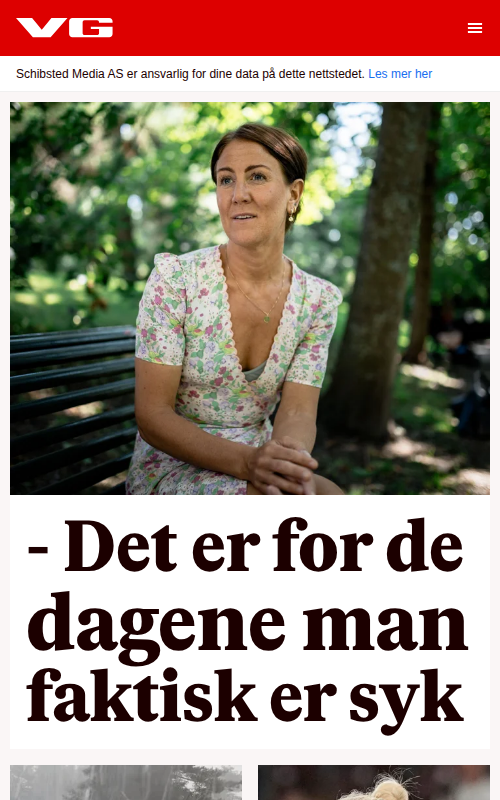 VG
Schibsted Media AS er ansvarlig for dine data på dette nettstedet. Les mer her
- Det er for de
dagene man
faktisk er syk